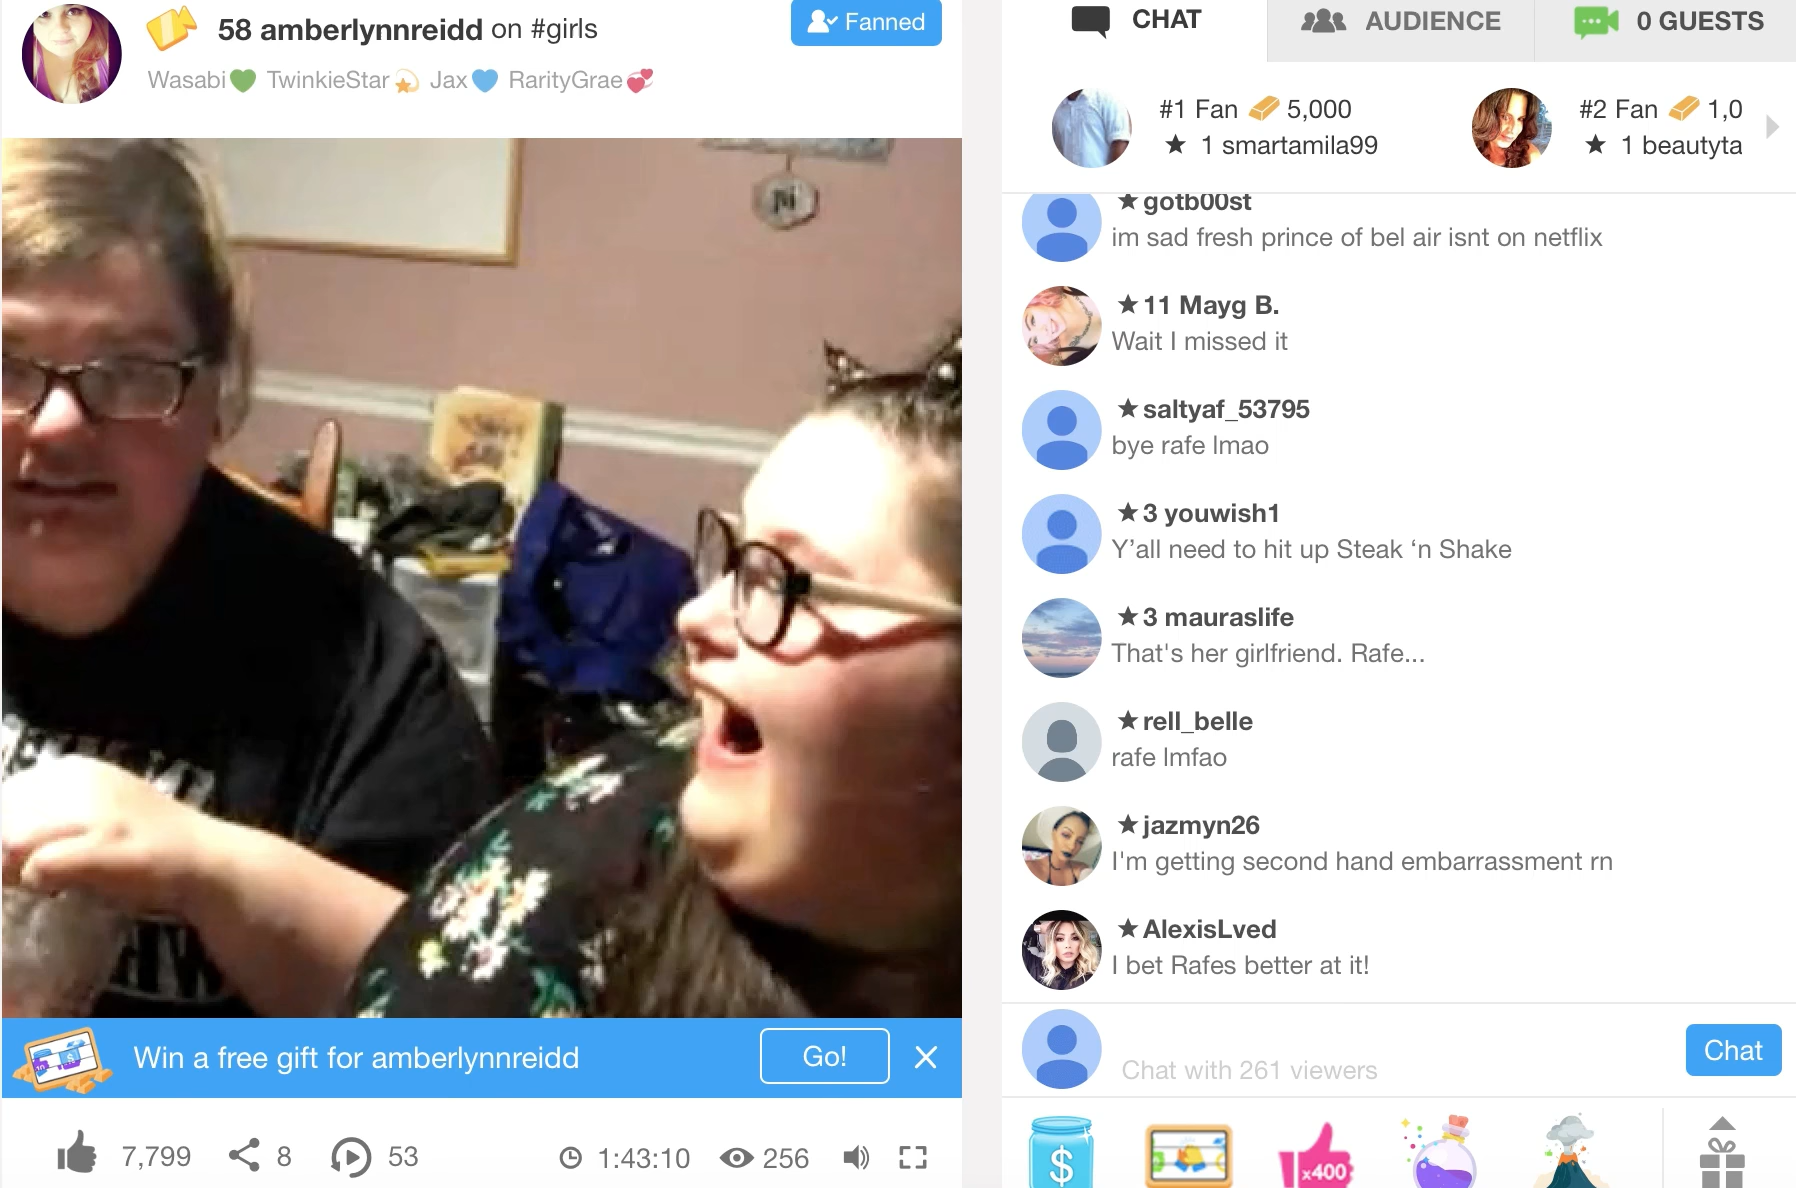 58 amberlynnreidd on #girls
Fanned
Wasabi💚 TwinkieStar💫 Jax💙 RarityGrae💞
Win a free gift for amberlynnreidd
Go!
7,799
8
53
1:43:10
256
CHAT
AUDIENCE
0 GUESTS
#1 Fan 5,000
★ 1 smartamila99
#2 Fan 1,0
★ 1 beautyta
★ gotb00st
im sad fresh prince of bel air isnt on netflix
★ 11 Mayg B.
Wait I missed it
★ saltyaf_53795
bye rafe lmao
★ 3 youwish1
Y’all need to hit up Steak ‘n Shake
★ 3 mauraslife
That's her girlfriend. Rafe...
★ rell_belle
rafe lmfao
★ jazmyn26
I'm getting second hand embarrassment rn
★ AlexisLved
I bet Rafes better at it!
Chat with 261 viewers
Chat
$
x400
N